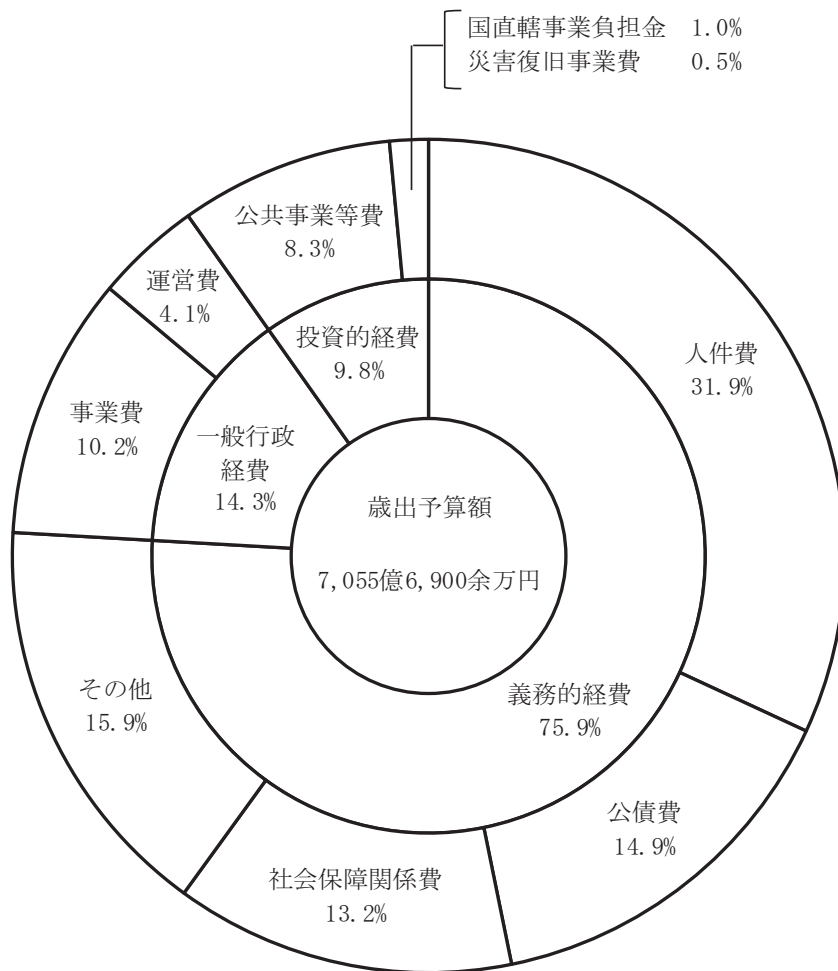 国直轄事業負担金 1.0%
災害復旧事業費 0.5%
公共事業等費
8.3%
運営費
4.1%
投資的経費
9.8%
人件費
31.9%
事業費
10.2%
一般行政
経費
14.3%
歳出予算額
7,055億6,900余万円
その他
15.9%
義務的経費
75.9%
公債費
14.9%
社会保障関係費
13.2%